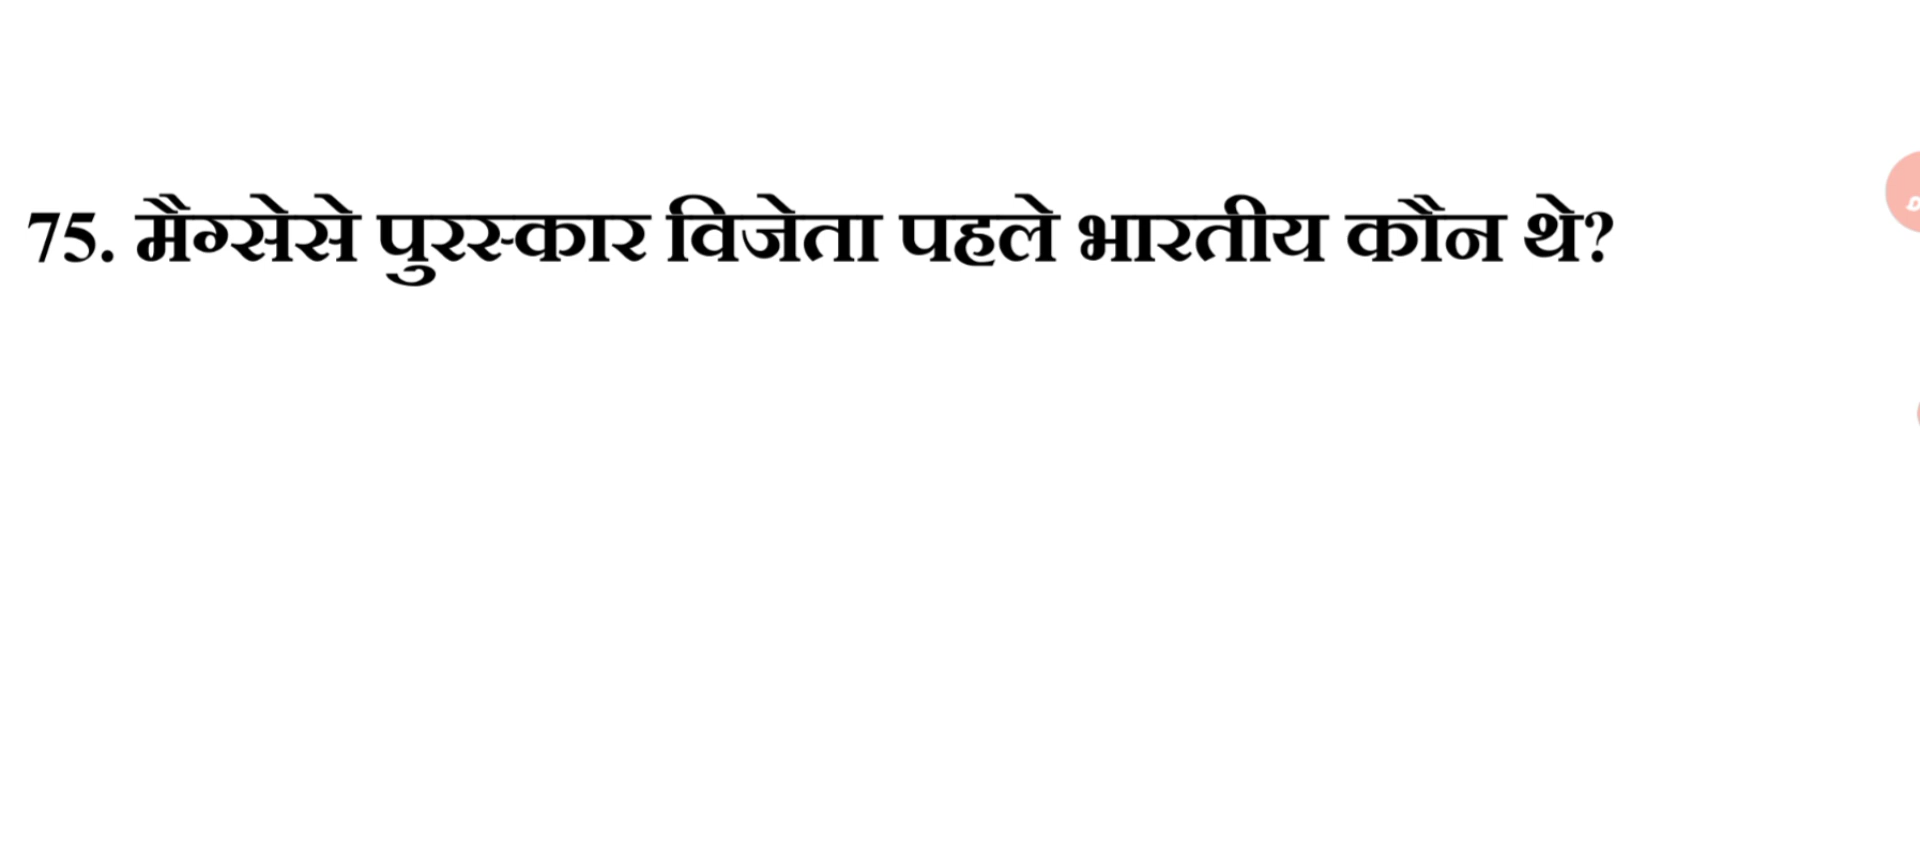 75. मैग्सेसे पुरस्कार विजेता पहले भारतीय कौन थे?